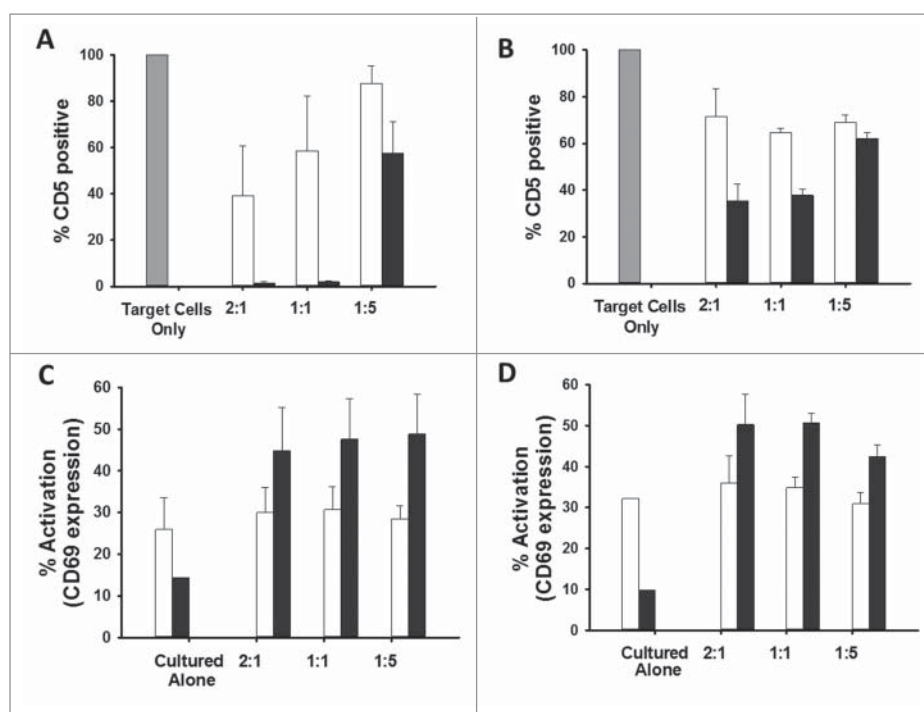 A
% CD5 positive
100
80
60
40
20
0
Target Cells
Only
2:1
1:1
1:5
B
% CD5 positive
100
80
60
40
20
0
Target Cells
Only
2:1
1:1
1:5
C
% Activation
(CD69 expression)
60
50
40
30
20
10
0
Cultured
Alone
2:1
1:1
1:5
D
% Activation
(CD69 expression)
60
50
40
30
20
10
0
Cultured
Alone
2:1
1:1
1:5